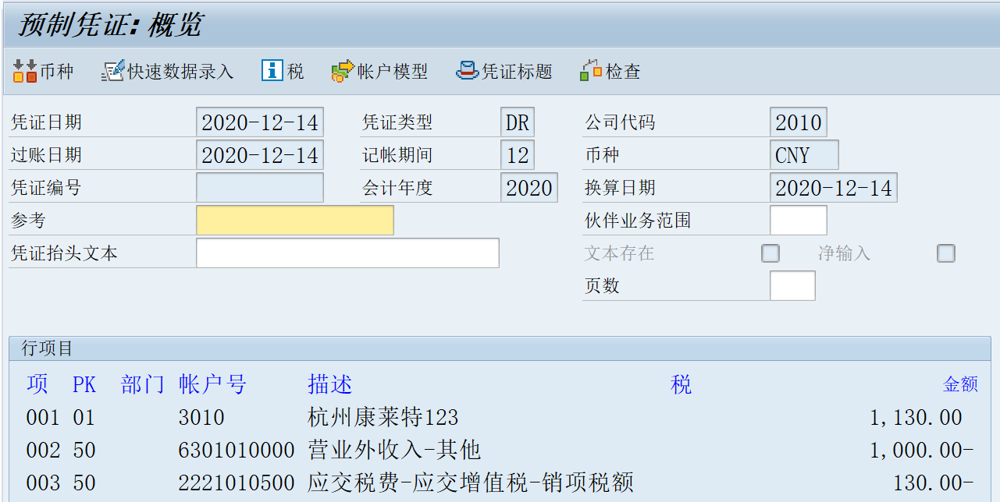 预制凭证: 概览
币种 快速数据录入 税 帐户模型 凭证标题 检查
凭证日期 2020-12-14 凭证类型 DR 公司代码 2010
过账日期 2020-12-14 记帐期间 12 币种 CNY
凭证编号 会计年度 2020 换算日期 2020-12-14
参考 伙伴业务范围
凭证抬头文本 文本存在 净输入
页数
行项目
项 PK 部门 帐户号 描述 税 金额
001 01 3010 杭州康莱特123 1,130.00
002 50 6301010000 营业外收入-其他 1,000.00-
003 50 2221010500 应交税费-应交增值税-销项税额 130.00-